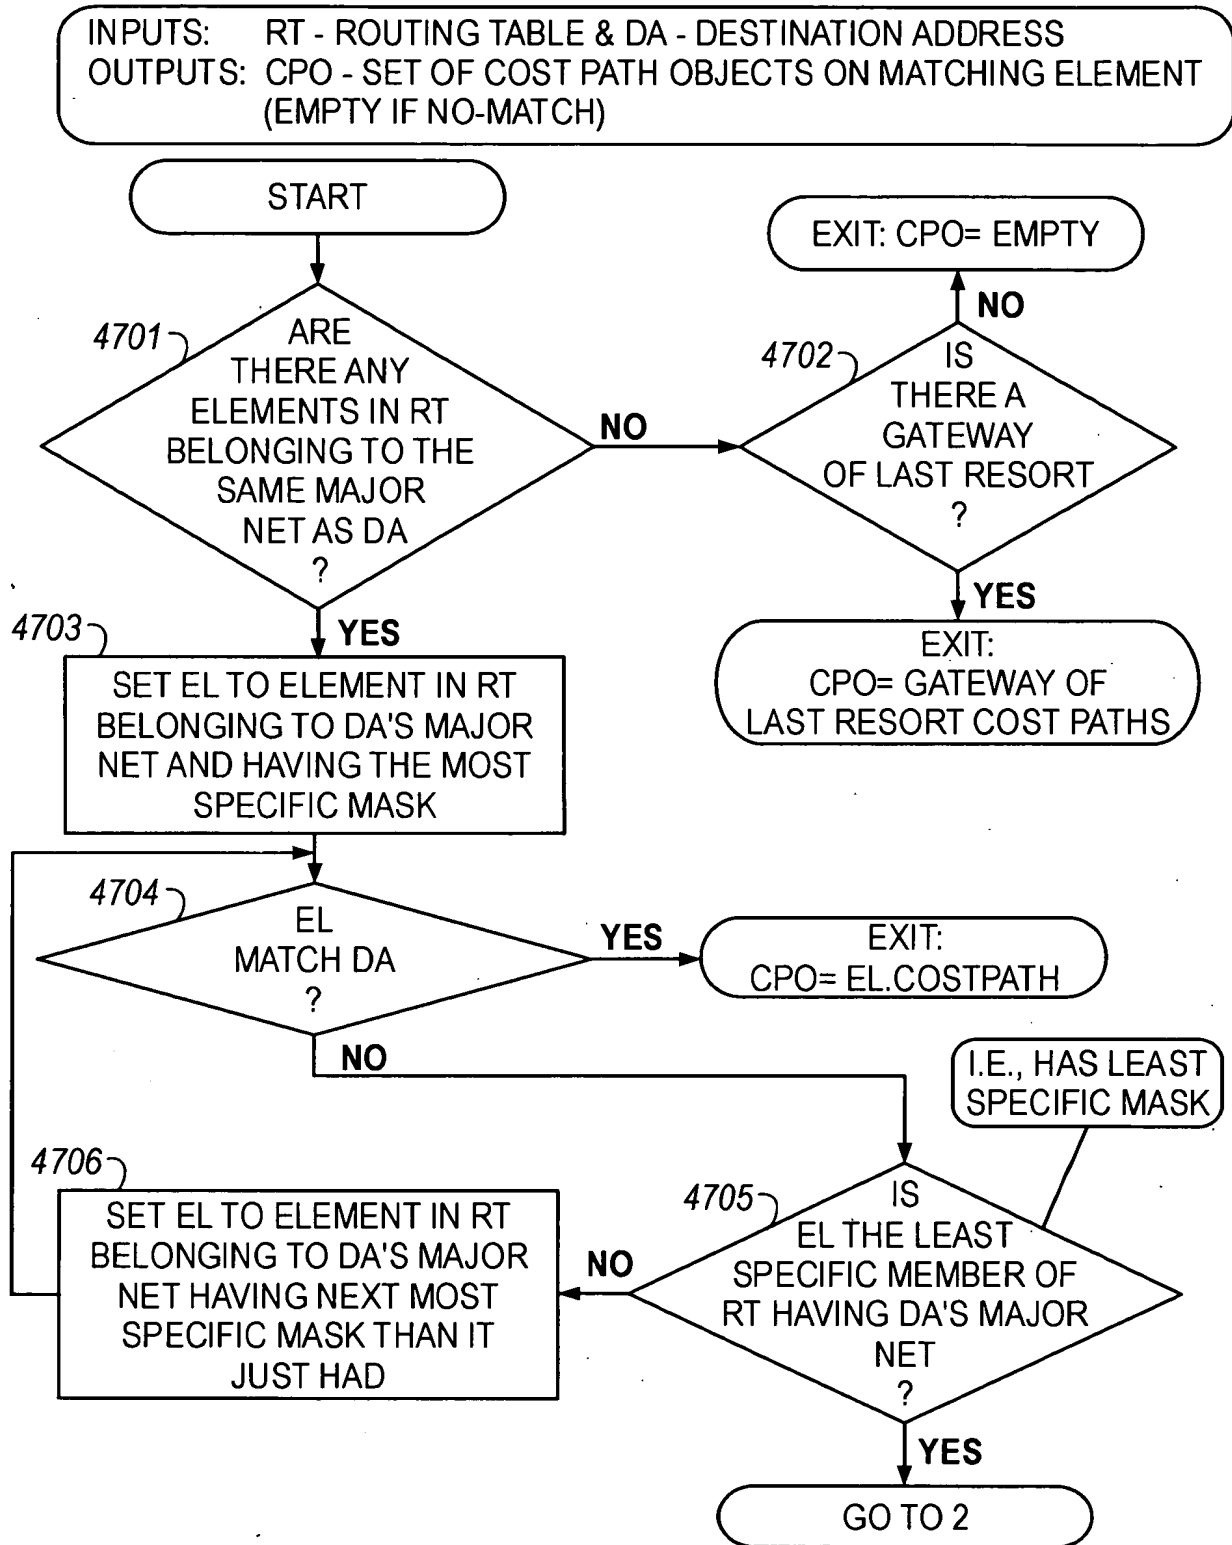 INPUTS: RT - ROUTING TABLE & DA - DESTINATION ADDRESS
OUTPUTS: CPO - SET OF COST PATH OBJECTS ON MATCHING ELEMENT
(EMPTY IF NO-MATCH)
START
EXIT: CPO= EMPTY
NO
4701
ARE
THERE ANY
ELEMENTS IN RT
BELONGING TO THE
SAME MAJOR
NET AS DA
?
NO
4702
IS
THERE A
GATEWAY
OF LAST RESORT
?
YES
YES
EXIT:
CPO= GATEWAY OF
LAST RESORT COST PATHS
4703
SET EL TO ELEMENT IN RT
BELONGING TO DA'S MAJOR
NET AND HAVING THE MOST
SPECIFIC MASK
4704
EL
MATCH DA
?
YES
EXIT:
CPO= EL.COSTPATH
NO
I.E., HAS LEAST
SPECIFIC MASK
4706
SET EL TO ELEMENT IN RT
BELONGING TO DA'S MAJOR
NET HAVING NEXT MOST
SPECIFIC MASK THAN IT
JUST HAD
NO
4705
IS
EL THE LEAST
SPECIFIC MEMBER OF
RT HAVING DA'S MAJOR
NET
?
YES
GO TO 2